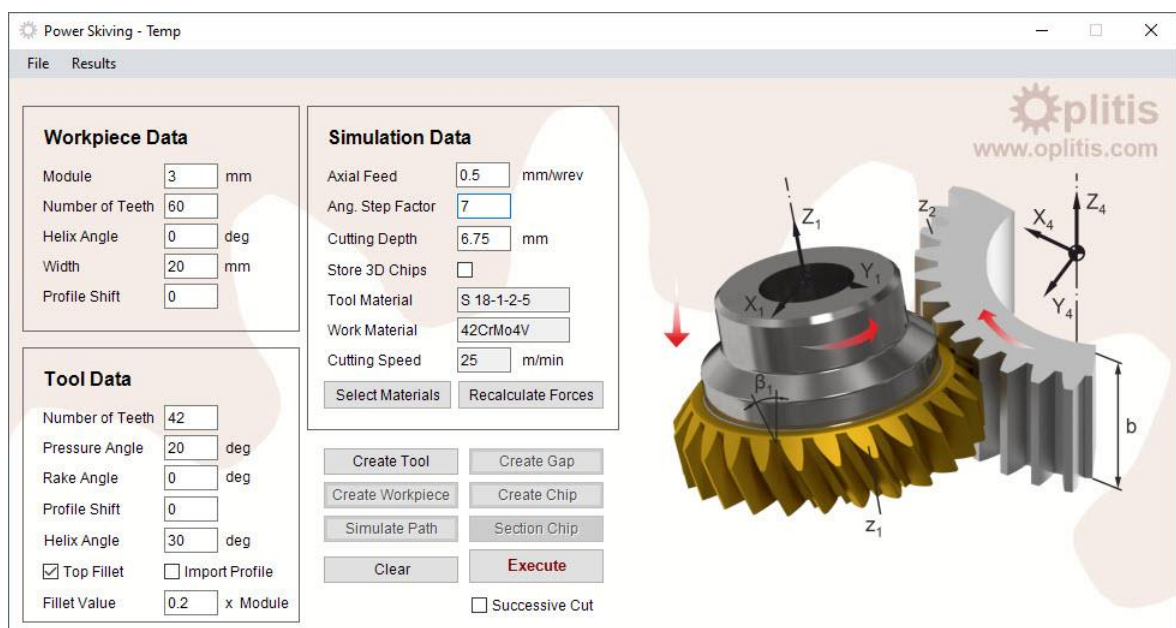 Power Skiving - Temp
File Results
Workpiece Data
Module 3 mm
Number of Teeth 60
Helix Angle 0 deg
Width 20 mm
Profile Shift 0
Tool Data
Number of Teeth 42
Pressure Angle 20 deg
Rake Angle 0 deg
Profile Shift 0
Helix Angle 30 deg
Top Fillet Import Profile
Fillet Value 0.2 x Module
Simulation Data
Axial Feed 0.5 mm/wrev
Ang. Step Factor 7
Cutting Depth 6.75 mm
Store 3D Chips
Tool Material S 18-1-2-5
Work Material 42CrMo4V
Cutting Speed 25 m/min
Select Materials Recalculate Forces
Create Tool Create Gap
Create Workpiece Create Chip
Simulate Path Section Chip
Clear Execute
Successive Cut
Oplitis
www.oplitis.com
Z1
X1
Y1
β1
z1
z2
X4
Z4
Y4
b